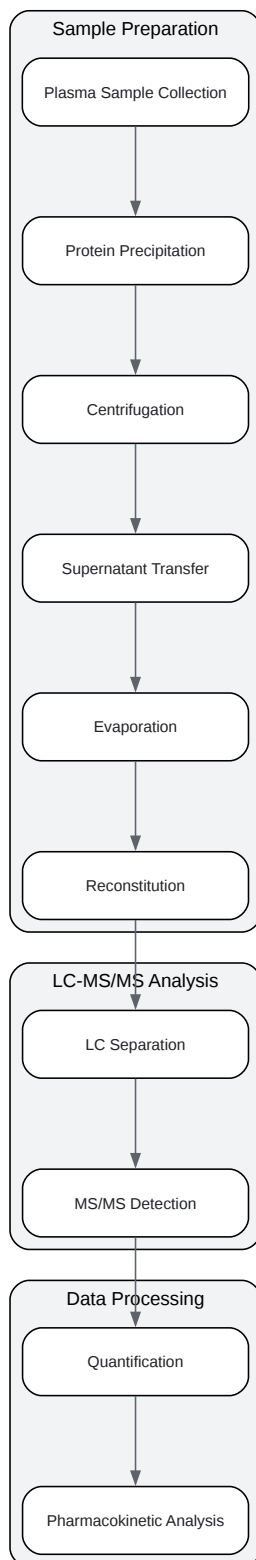 Sample Preparation
Plasma Sample Collection
Protein Precipitation
Centrifugation
Supernatant Transfer
Evaporation
Reconstitution
LC-MS/MS Analysis
LC Separation
MS/MS Detection
Data Processing
Quantification
Pharmacokinetic Analysis